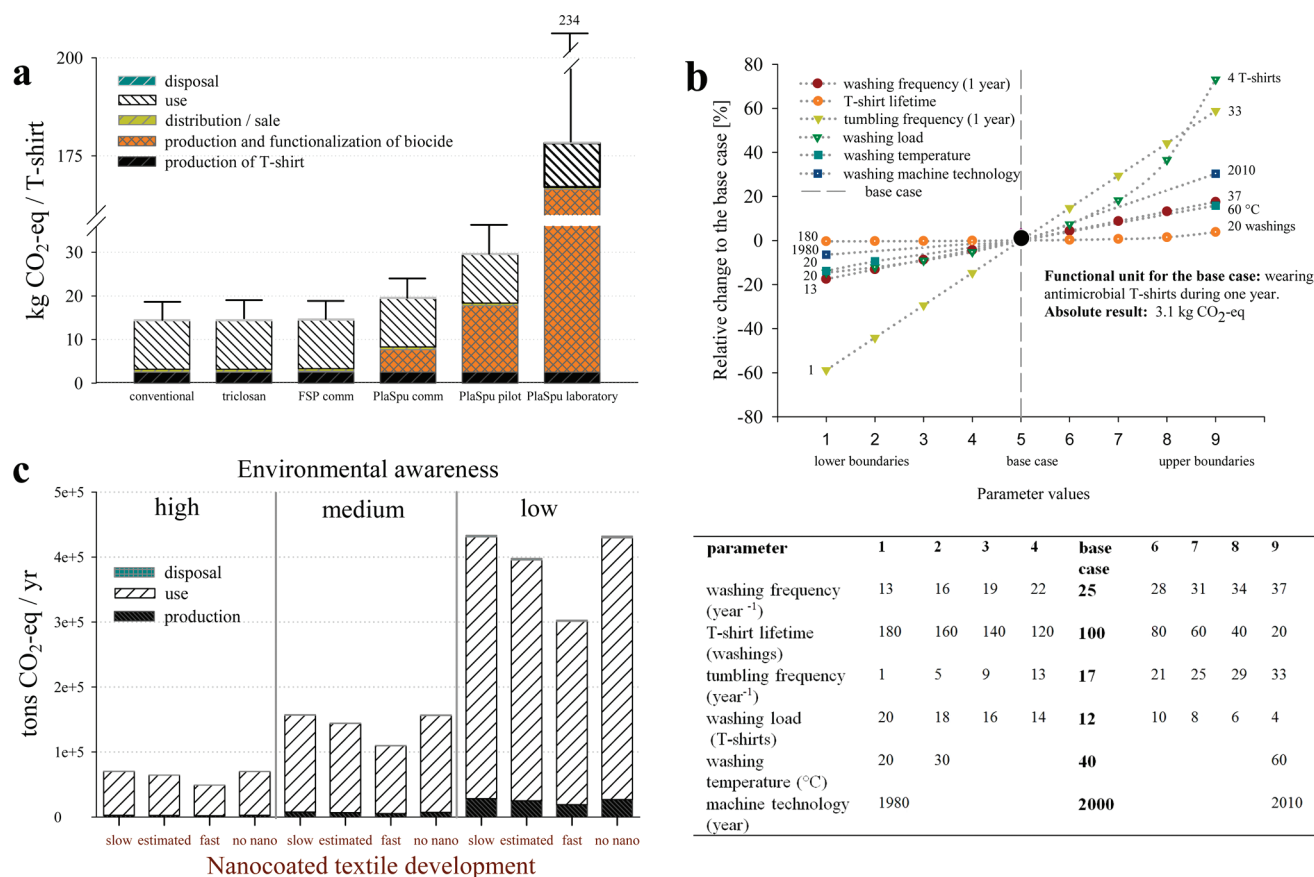 a
234
200
175
30
20
10
0
kg CO2-eq / T-shirt
disposal
use
distribution / sale
production and functionalization of biocide
production of T-shirt
conventional
triclosan
FSP comm
PlaSpu comm
PlaSpu pilot
PlaSpu laboratory
b
80
60
40
20
0
-20
-40
-60
-80
Relative change to the base case [%]
washing frequency (1 year)
T-shirt lifetime
tumbling frequency (1 year)
washing load
washing temperature
washing machine technology
base case
4 T-shirts
33
2010
37
60 °C
20 washings
180
1980
20
20
13
1
Functional unit for the base case: wearing
antimicrobial T-shirts during one year.
Absolute result: 3.1 kg CO2-eq
1 2 3 4 5 6 7 8 9
lower boundaries base case upper boundaries
Parameter values
c
Environmental awareness
high medium low
5e+5
4e+5
3e+5
2e+5
1e+5
0
tons CO2-eq / yr
disposal
use
production
slow estimated fast no nano slow estimated fast no nano slow estimated fast no nano
Nanocoated textile development
parameter 1 2 3 4 base 6 7 8 9
case
washing frequency 13 16 19 22 25 28 31 34 37
(year -1)
T-shirt lifetime 180 160 140 120 100 80 60 40 20
(washings)
tumbling frequency 1 5 9 13 17 21 25 29 33
(year-1)
washing load 20 18 16 14 12 10 8 6 4
(T-shirts)
washing 20 30 40 60
temperature (°C)
machine technology 1980 2000 2010
(year)